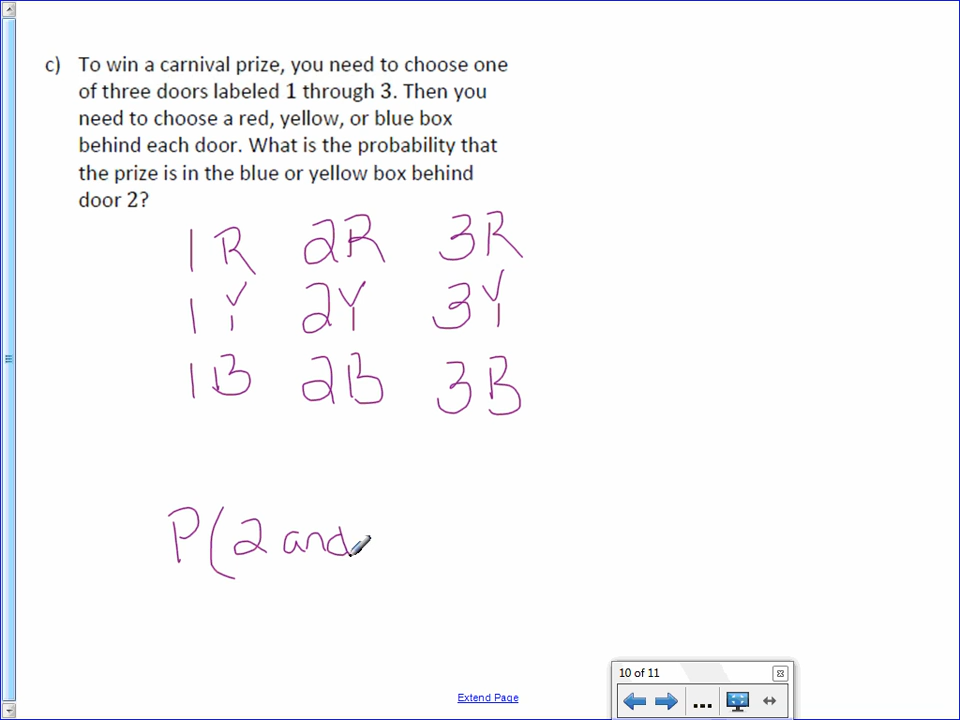 c) To win a carnival prize, you need to choose one
of three doors labeled 1 through 3. Then you
need to choose a red, yellow, or blue box
behind each door. What is the probability that
the prize is in the blue or yellow box behind
door 2?
1R 2R 3R
1Y 2Y 3Y
1B 2B 3B
P(2 and
10 of 11
...
Extend Page